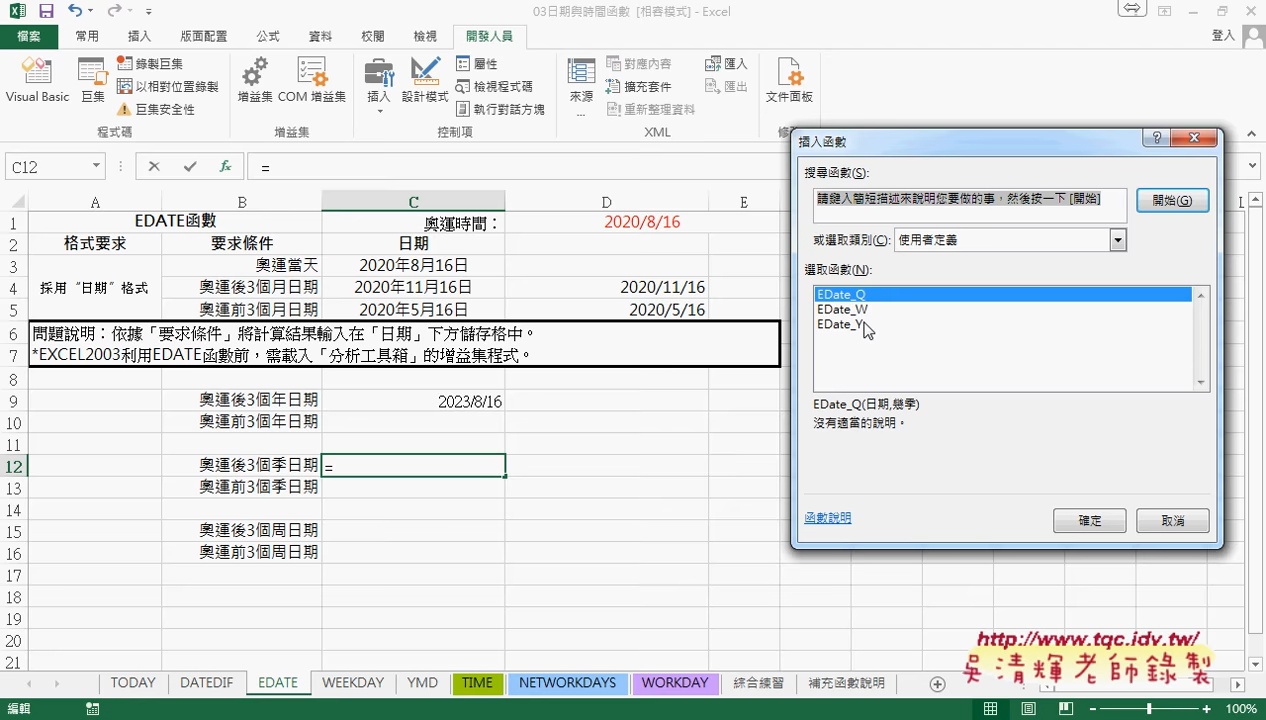 03日期與時間函數 [相容模式] - Excel
檔案 常用 插入 版面配置 公式 資料 校閱 檢視 開發人員 登入
Visual Basic 巨集 錄製巨集 以相對位置錄製 巨集安全性 增益集 COM 增益集 插入 設計模式 屬性 檢視程式碼 執行對話方塊 來源 ... 對應內容 擴充套件 重新整理資料 匯入 匯出 文件面板
程式碼 增益集 控制項 XML
C12 fx =
A B C D E L
1 EDATE函數 奧運時間： 2020/8/16
2 格式要求 要求條件 日期
3 奧運當天 2020年8月16日
4 採用〝日期〞格式 奧運後3個月日期 2020年11月16日 2020/11/16
5 奧運前3個月日期 2020年5月16日 2020/5/16
6 問題說明：依據「要求條件」將計算結果輸入在「日期」下方儲存格中。
7 *EXCEL2003利用EDATE函數前，需載入「分析工具箱」的增益集程式。
8
9 奧運後3個年日期 2023/8/16
10 奧運前3個年日期
11
12 奧運後3個季日期 =
13 奧運前3個季日期
14
15 奧運後3個周日期
16 奧運前3個周日期
17
18
19
20
21
插入函數
搜尋函數(S):
請鍵入簡短描述來說明您要做的事，然後按一下 [開始] 開始(G)
或選取類別(C): 使用者定義
選取函數(N):
EDate_Q
EDate_W
EDate_Y
EDate_Q(日期,幾季)
沒有適當的說明。
函數說明 確定 取消
http://www.tqc.idv.tw/
吳清輝老師錄製
TODAY DATEDIF EDATE WEEKDAY YMD TIME NETWORKDAYS WORKDAY 綜合練習 補充函數說明
編輯 100%